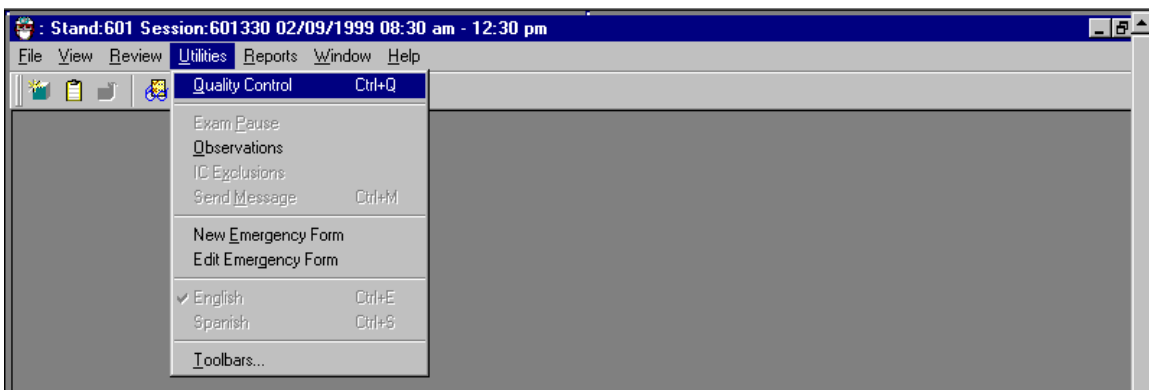 : Stand:601 Session:601330 02/09/1999 08:30 am - 12:30 pm
File View Review Utilities Reports Window Help
Quality Control Ctrl+Q
Exam Pause
Observations
IC Exclusions
Send Message Ctrl+M
New Emergency Form
Edit Emergency Form
English Ctrl+E
Spanish Ctrl+S
Toolbars...